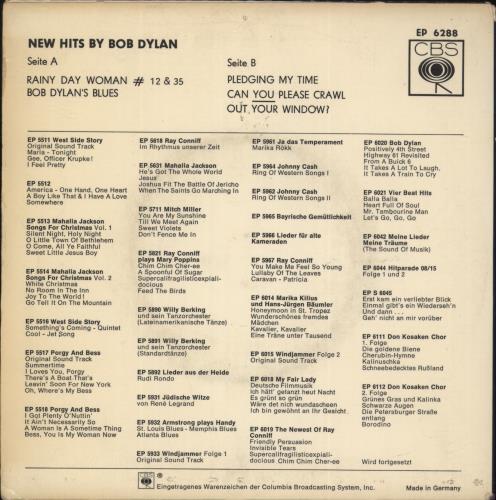 NEW HITS BY BOB DYLAN
EP 6288
CBS
Seite A
RAINY DAY WOMAN # 12 & 35
BOB DYLAN'S BLUES
Seite B
PLEDGING MY TIME
CAN YOU PLEASE CRAWL
OUT YOUR WINDOW?
EP 5511 West Side Story
Original Sound Track
Maria - Tonight
Gee, Officer Krupke!
I Feel Pretty
EP 5512
America - One Hand, One Heart
A Boy Like That & I Have A Love
Somewhere
EP 5513 Mahalia Jackson
Songs For Christmas Vol. 1
Silent Night, Holy Night
O Little Town Of Bethlehem
O Come, All Ye Faithful
Sweet Little Jesus Boy
EP 5514 Mahalia Jackson
Songs For Christmas Vol. 2
White Christmas
No Room In The Inn
Joy To The World!
Go Tell It On The Mountain
EP 5516 West Side Story
Something's Coming - Quintet
Cool - Jet Song
EP 5517 Porgy And Bess
Original Sound Track
Summertime
I Loves You, Porgy
There's A Boat That's
Leavin' Soon For New York
Oh, Where's My Bess
EP 5518 Porgy And Bess
I Got Plenty O'Nuttin'
It Ain't Necessarily So
A Woman Is A Sometime Thing
Bess, You Is My Woman Now
EP 5618 Ray Conniff
Im Rhythmus unserer Zeit
EP 5631 Mahalia Jackson
He's Got The Whole World
Jesus
Joshua Fit The Battle Of Jericho
When The Saints Go Marching In
EP 5711 Mitch Miller
You Are My Sunshine
Till We Meet Again
Sweet Violets
Don't Fence Me In
EP 5821 Ray Conniff
plays Mary Poppins
Chim Chim Cher-ee
A Spoonful Of Sugar
Supercalifragilisticexpiali-
docious
Feed The Birds
EP 5890 Willy Berking
und sein Tanzorchester
(Lateinamerikanische Tänze)
EP 5891 Willy Berking
und sein Tanzorchester
(Standardtänze)
EP 5892 Lieder aus der Heide
Rudi Rondo
EP 5931 Jüdische Witze
von René Legrand
EP 5932 Armstrong plays Handy
St. Louis Blues - Memphis Blues
Atlanta Blues
EP 5933 Windjammer Folge 1
Original Sound Track
EP 5961 Ja das Temperament
Marika Rökk
EP 5964 Johnny Cash
Ring Of Western Songs I
EP 5963 Johnny Cash
Ring Of Western Songs II
EP 5965 Bayrische Gemütlichkeit
EP 5966 Lieder für alte
Kameraden
EP 5967 Ray Conniff
You Make Me Feel So Young
Lullaby Of The Leaves
Caravan - Patricia
EP 6014 Marika Kilius
und Hans-Jürgen Bäumler
Honeymoon in St. Tropez
Wunderschönes fremdes
Mädchen
Kavalier, Kavalier
Eine Träne unter Tausend
EP 6015 Windjammer Folge 2
Original Sound Track
EP 6018 My Fair Lady
Deutsche Filmmusik
Ich hätt' getanzt heut Nacht
Es grünt so grün
Wäre det nich wundascheen
Ich bin gewöhnt an Ihr Gesicht
EP 6019 The Newest Of Ray
Conniff
Friendly Persuasion
Invisible Tears
Supercalifragilisticexpiali-
docious Chim Chim Cher-ee
EP 6020 Bob Dylan
Positively 4th Street
Highway 61 Revisited
From A Buick 6
It Takes A Lot To Laugh,
It Takes A Train To Cry
EP 6021 Vier Beat Hits
Balla Balla
Heart Full Of Soul
Mr. Tambourine Man
Let's Go, Go, Go
EP 6042 Meine Lieder
Meine Träume
(The Sound Of Music)
EP 6044 Hitparade 08/15
Folge 1 und 2
EP S 6045
Erst kam ein verliebter Blick
Einmal gibt's ein Wiederseh'n
Und dann . . .
Geh' nicht an mir vorüber
EP 6111 Don Kosaken Chor
1. Folge
Die goldene Biene
Cherubin-Hymne
Kalinuschka
Schneebedecktes Rußland
EP 6112 Don Kosaken Chor
2. Folge
Grünes Gras und Kalinka
Schwarze Augen
Die Petersburger Straße
entlang
Borodino
Wird fortgesetzt
CBS ® Eingetragenes Warenzeichen der Columbia Broadcasting System, Inc.
Made in Germany